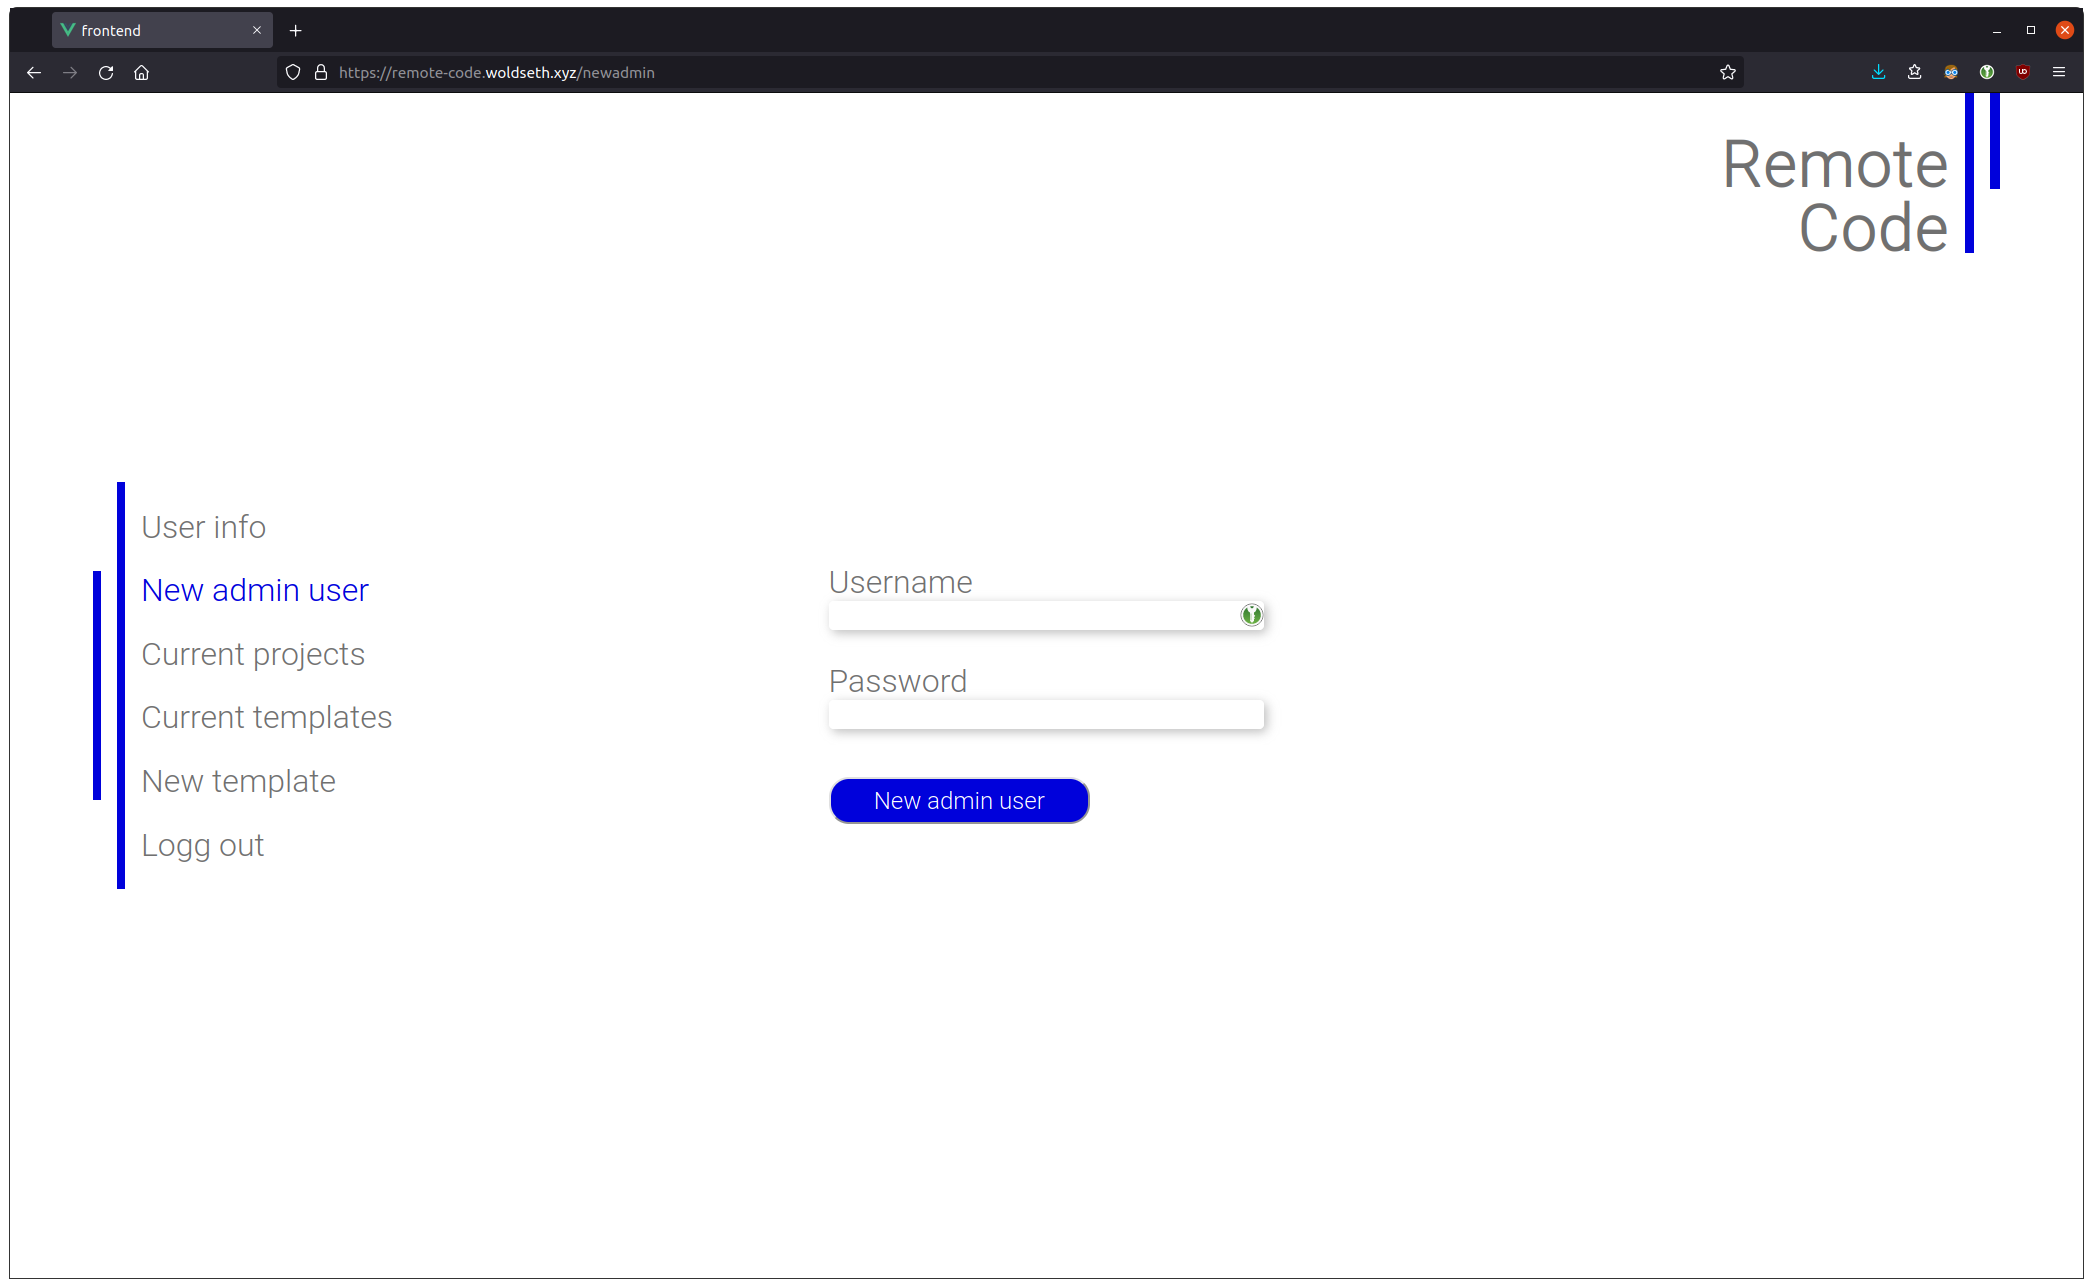 frontend
https://remote-code.woldseth.xyz/newadmin
Remote
Code
User info
New admin user
Current projects
Current templates
New template
Logg out
Username
Password
New admin user